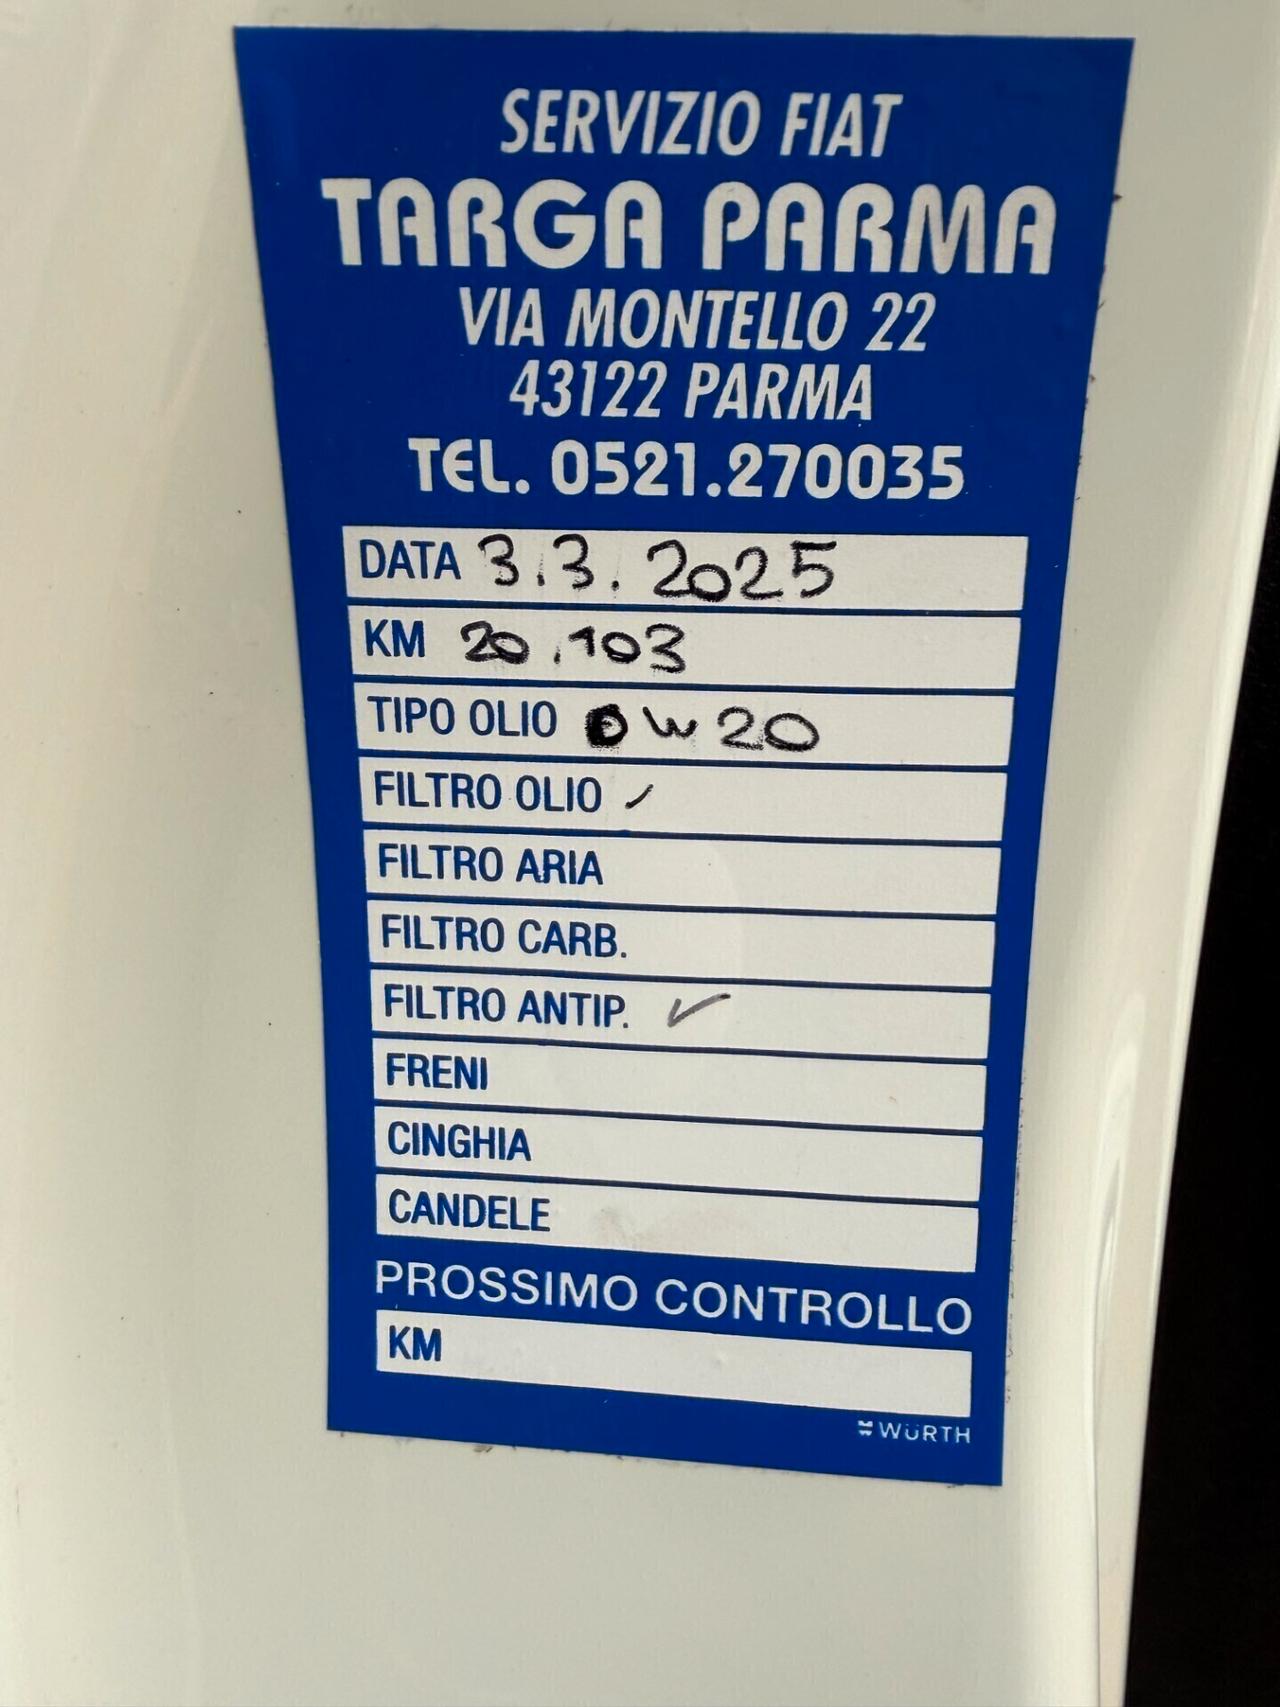 SERVIZIO FIAT
TARGA PARMA
VIA MONTELLO 22
43122 PARMA
TEL. 0521.270035
DATA 3.3.2025
KM 20.103
TIPO OLIO 0W20
FILTRO OLIO ✓
FILTRO ARIA
FILTRO CARB.
FILTRO ANTIP. ✓
FRENI
CINGHIA
CANDELE
PROSSIMO CONTROLLO
KM
WÜRTH